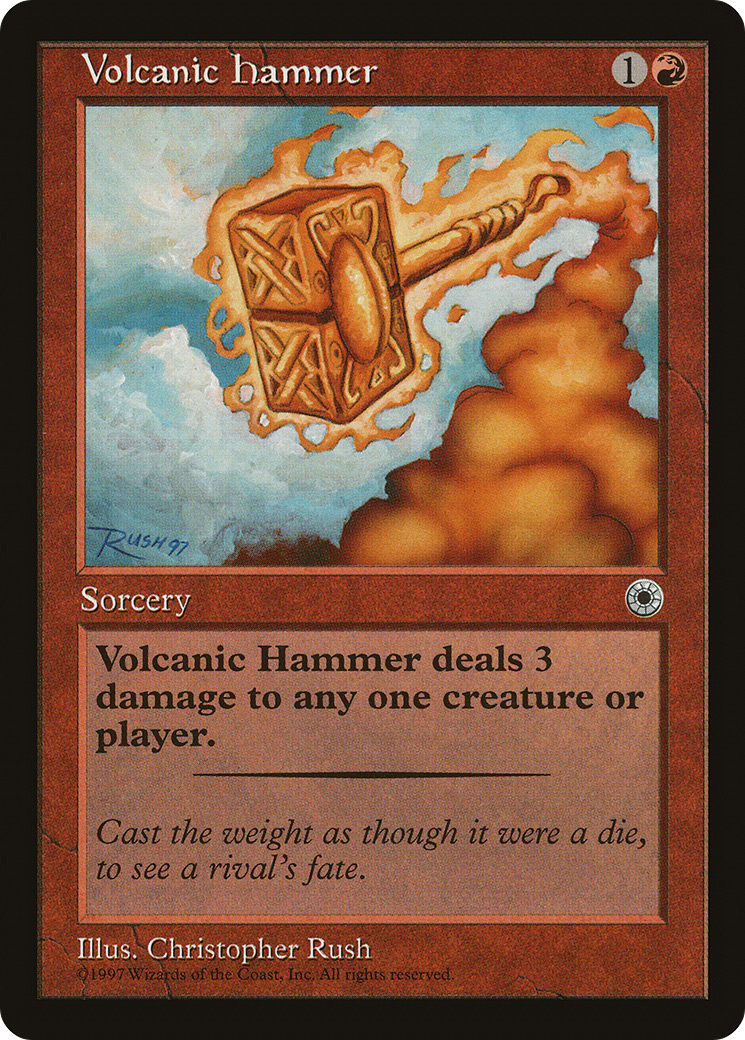 Volcanic Hammer 1
RUSH 97
Sorcery
Volcanic Hammer deals 3
damage to any one creature or
player.
Cast the weight as though it were a die,
to see a rival's fate.
Illus. Christopher Rush
©1997 Wizards of the Coast, Inc. All rights reserved.